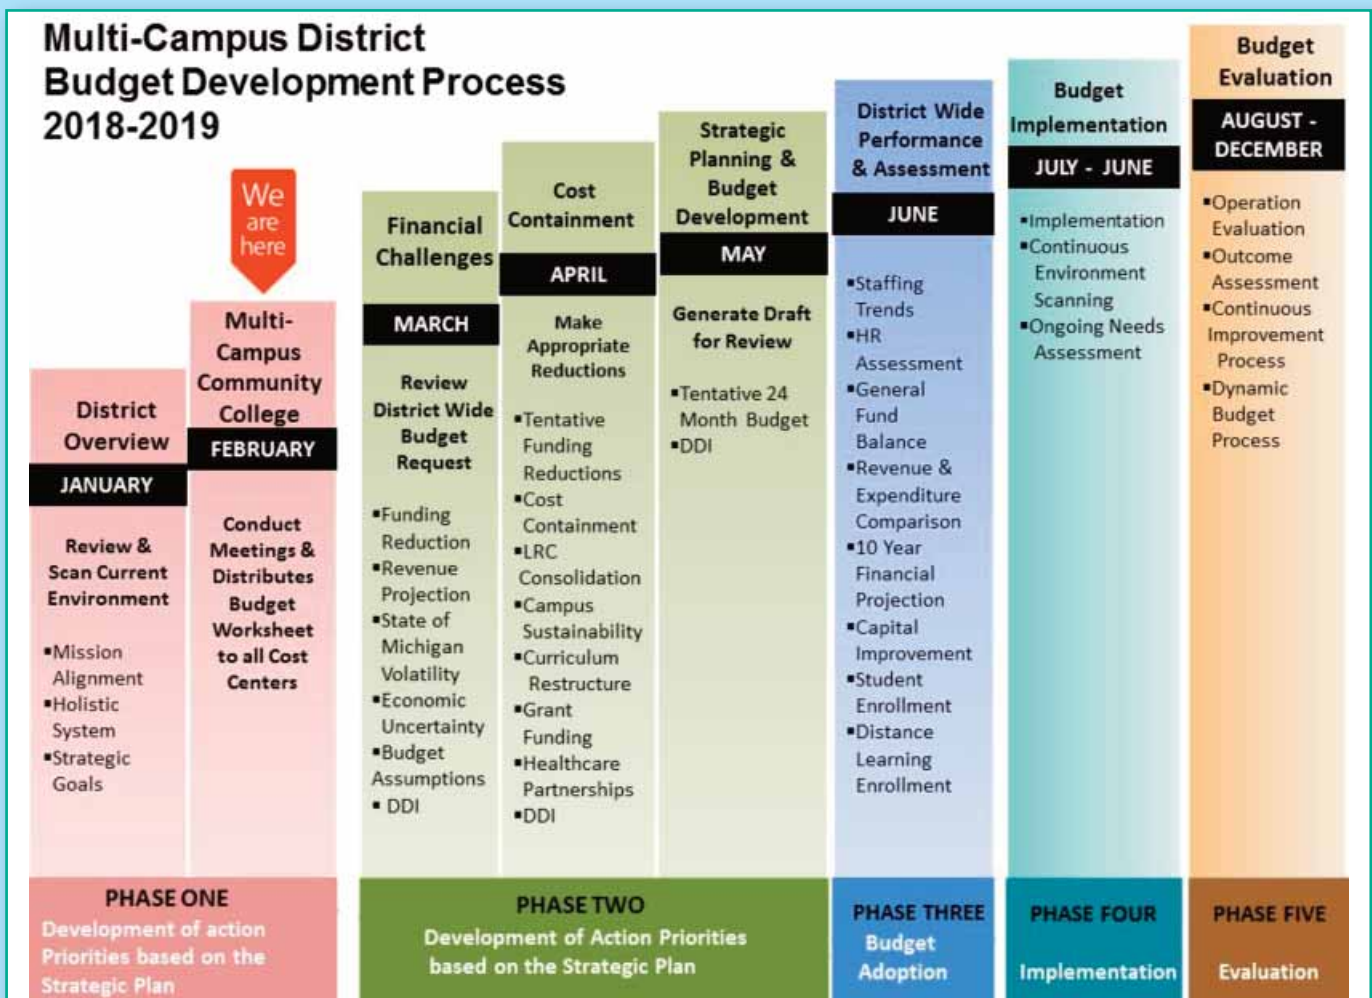 Multi-Campus District
Budget Development Process
2018-2019
We
are
here
District
Overview
JANUARY
Review &
Scan Current
Environment
▪Mission
Alignment
▪Holistic
System
▪Strategic
Goals
Multi-
Campus
Community
College
FEBRUARY
Conduct
Meetings &
Distributes
Budget
Worksheet
to all Cost
Centers
PHASE ONE
Development of action
Priorities based on the
Strategic Plan
Financial
Challenges
MARCH
Review
District Wide
Budget
Request
▪Funding
Reduction
▪Revenue
Projection
▪State of
Michigan
Volatility
▪Economic
Uncertainty
▪Budget
Assumptions
▪ DDI
Cost
Containment
APRIL
Make
Appropriate
Reductions
▪Tentative
Funding
Reductions
▪Cost
Containment
▪LRC
Consolidation
▪Campus
Sustainability
▪Curriculum
Restructure
▪Grant
Funding
▪Healthcare
Partnerships
▪DDI
Strategic
Planning &
Budget
Development
MAY
Generate Draft
for Review
▪Tentative 24
Month Budget
▪DDI
PHASE TWO
Development of Action Priorities
based on the Strategic Plan
District Wide
Performance
& Assessment
JUNE
▪Staffing
Trends
▪HR
Assessment
▪General
Fund
Balance
▪Revenue &
Expenditure
Comparison
▪10 Year
Financial
Projection
▪Capital
Improvement
▪Student
Enrollment
▪Distance
Learning
Enrollment
PHASE THREE
Budget
Adoption
Budget
Implementation
JULY - JUNE
▪Implementation
▪Continuous
Environment
Scanning
▪Ongoing Needs
Assessment
PHASE FOUR
Implementation
Budget
Evaluation
AUGUST -
DECEMBER
▪Operation
Evaluation
▪Outcome
Assessment
▪Continuous
Improvement
Process
▪Dynamic
Budget
Process
PHASE FIVE
Evaluation